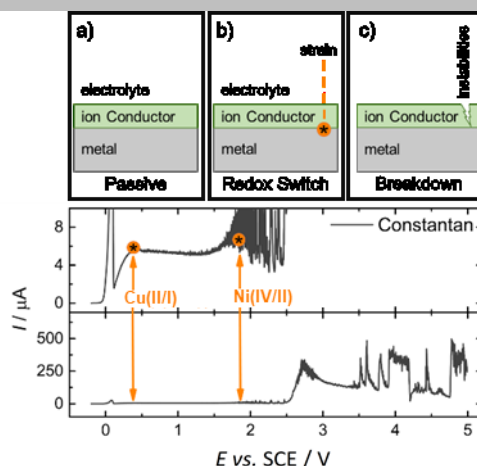 a) b) c)
strain
instabilities
electrolyte electrolyte
ion Conductor ion Conductor ion Conductor
metal metal metal
Passive Redox Switch Breakdown
8
Constantan
4
Cu(II/I) Ni(IV/II)
0
I / µA
500
250
0
0 1 2 3 4 5
E vs. SCE / V